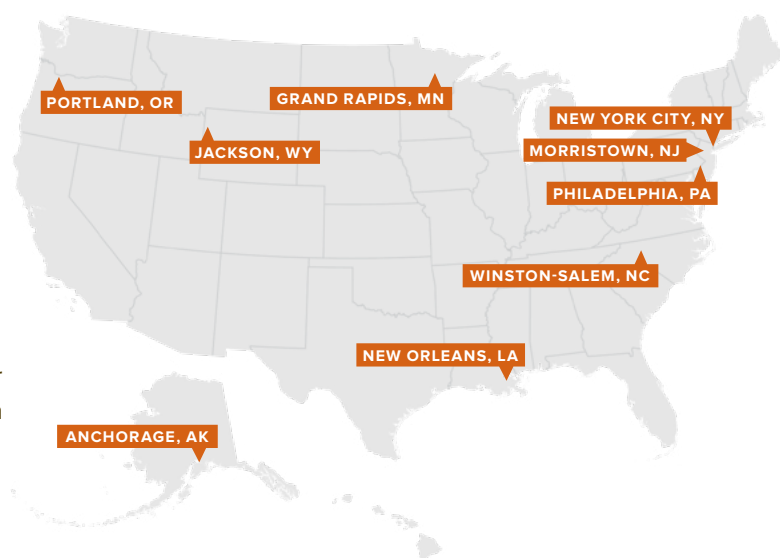 PORTLAND, OR
GRAND RAPIDS, MN
NEW YORK CITY, NY
JACKSON, WY
MORRISTOWN, NJ
PHILADELPHIA, PA
WINSTON-SALEM, NC
NEW ORLEANS, LA
ANCHORAGE, AK